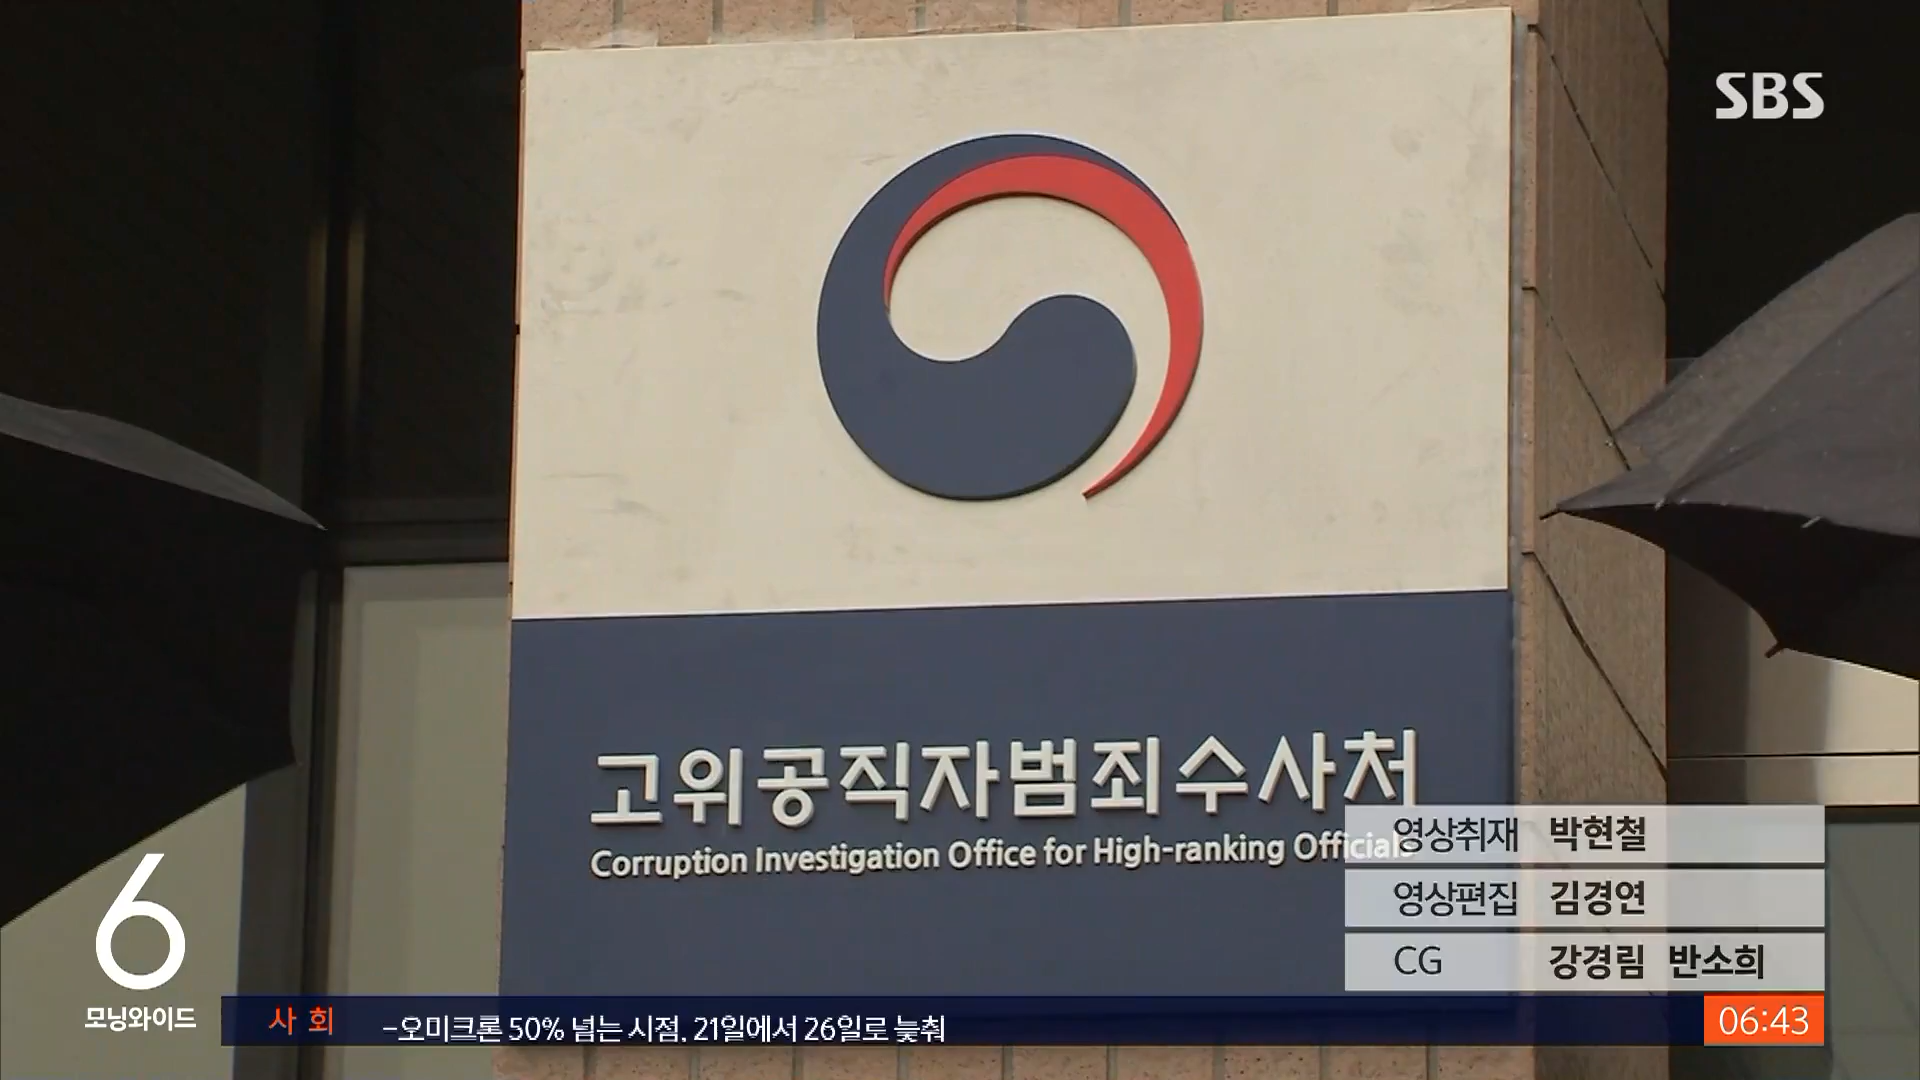 SBS
고위공직자범죄수사처
Corruption Investigation Office for High-ranking Officials
영상취재 박현철
영상편집 김경연
CG 강경림 반소희
6
모닝와이드
사회 -오미크론 50% 넘는 시점, 21일에서 26일로 늦춰
06:43